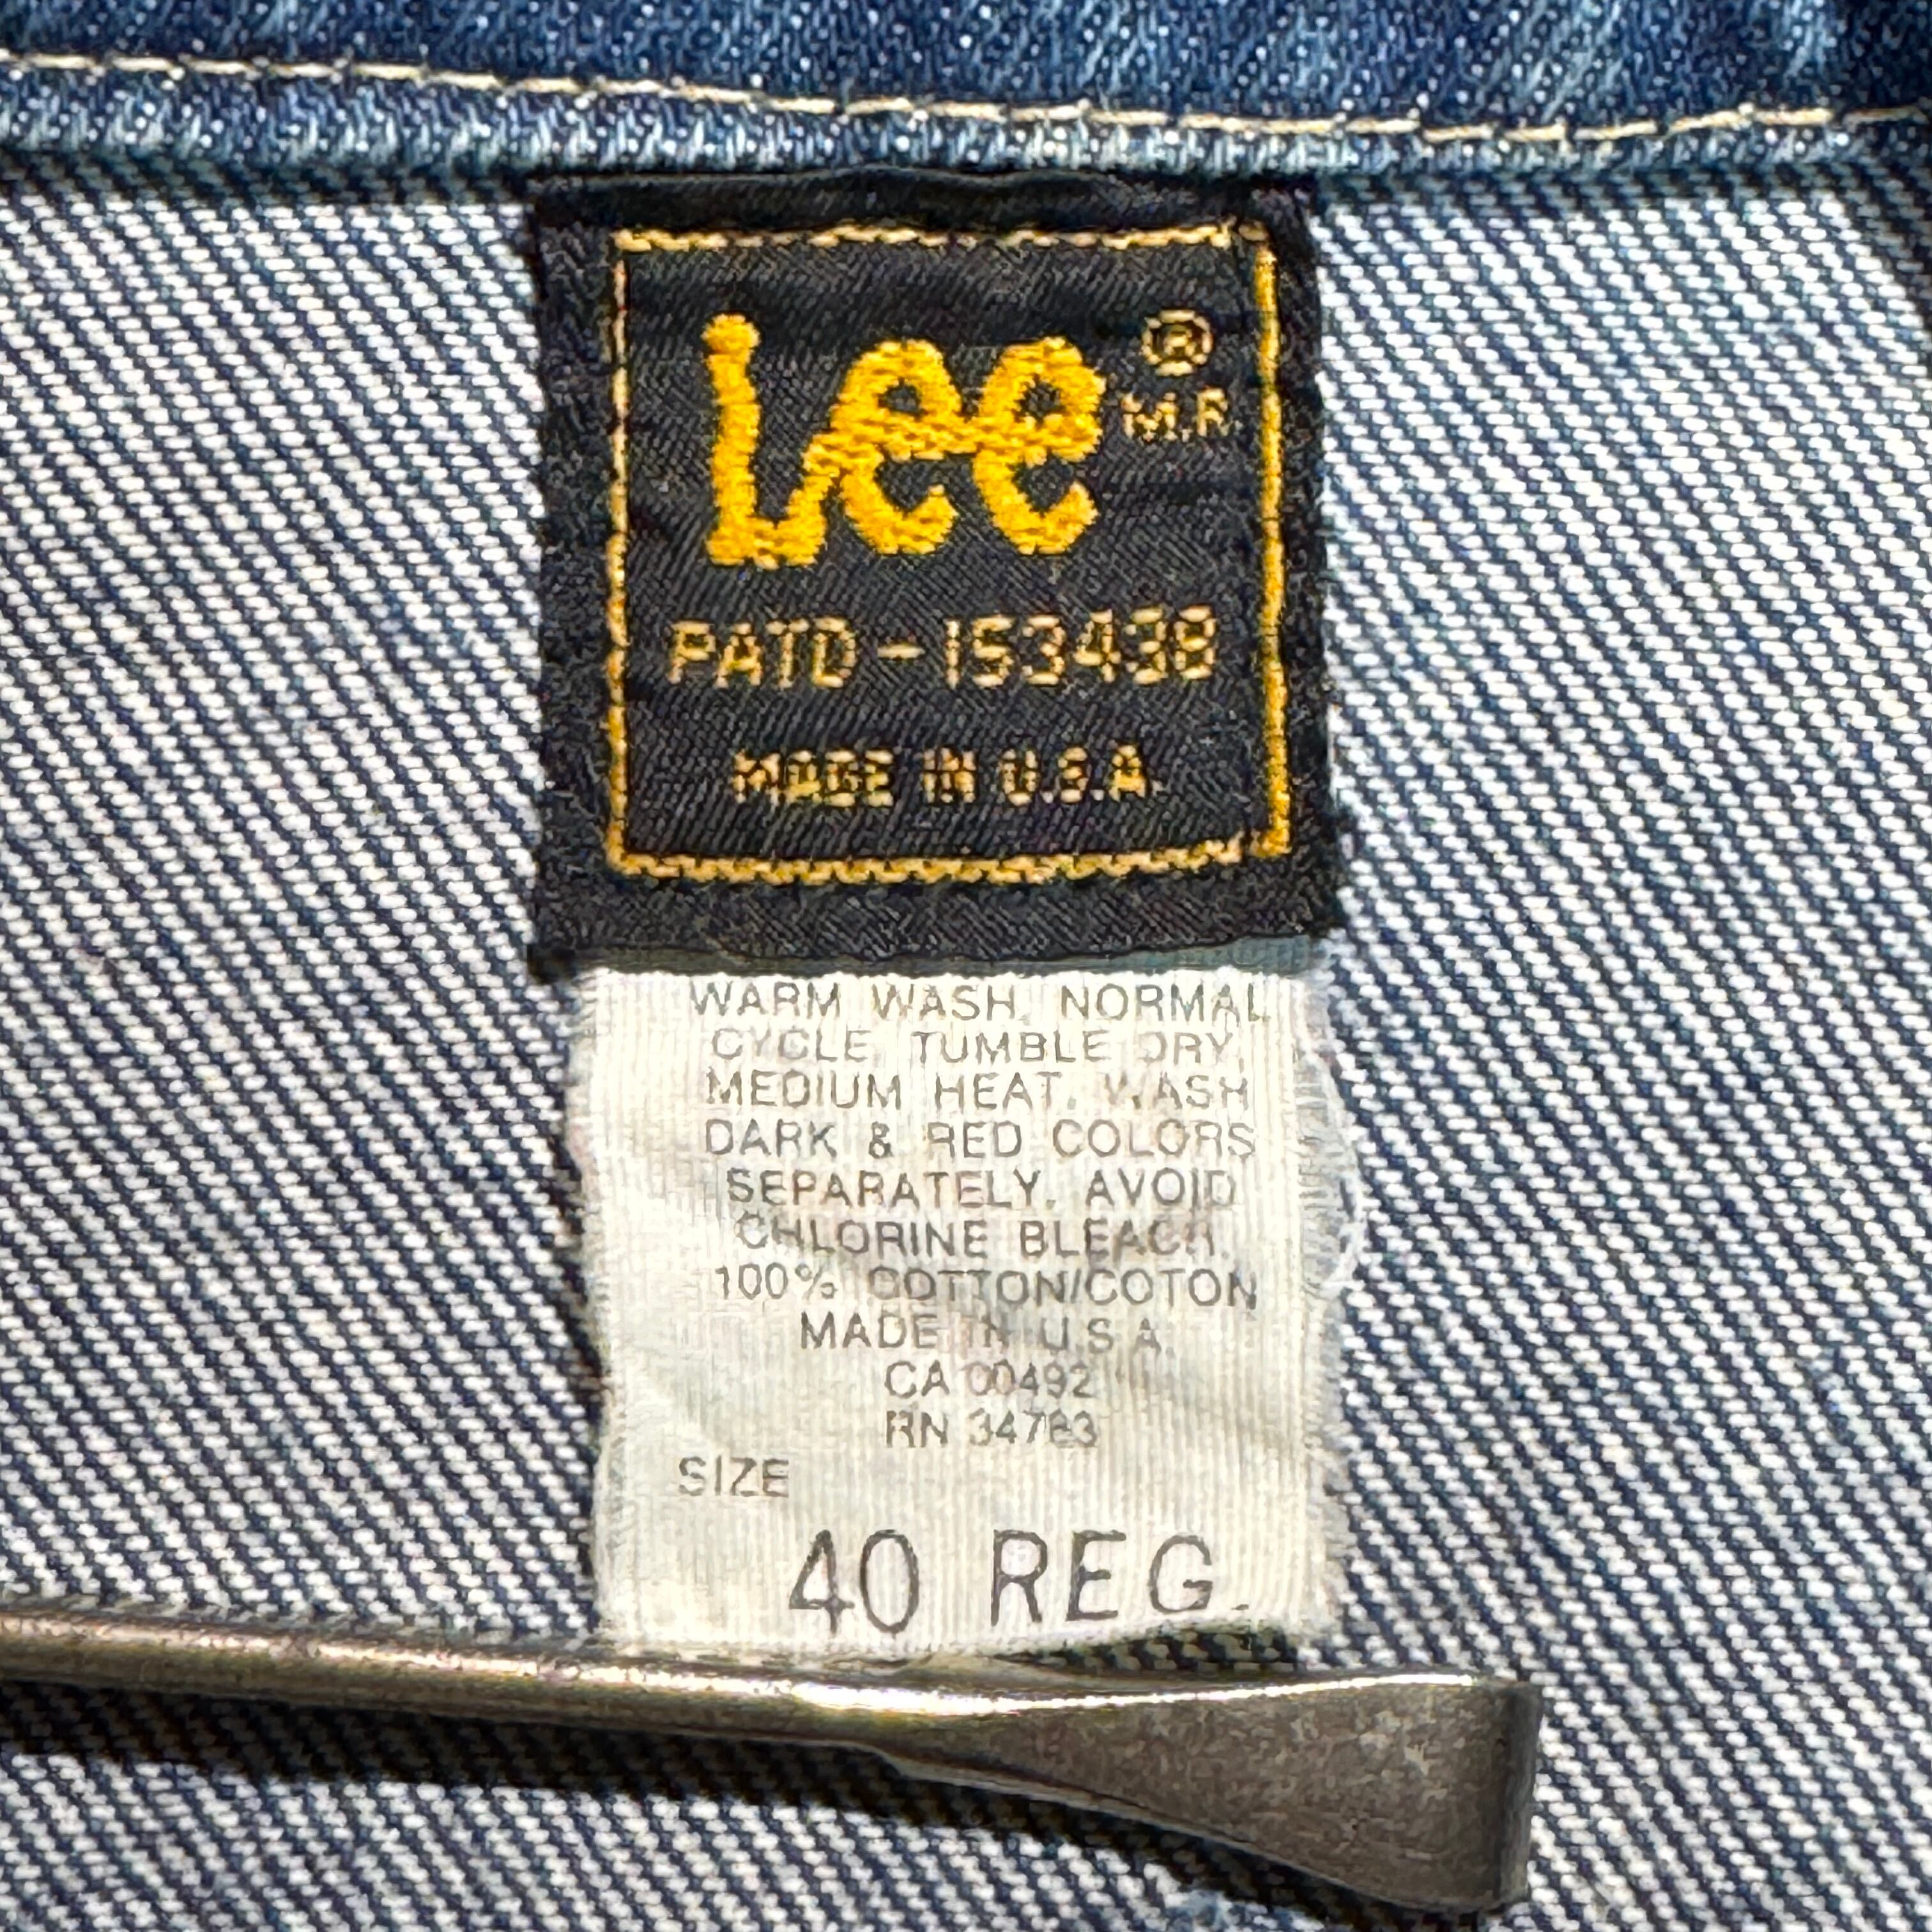 Lee ®
M.R.
PATD-153438
MADE IN U.S.A.
WARM WASH, NORMAL
CYCLE, TUMBLE DRY,
MEDIUM HEAT. WASH
DARK & RED COLORS
SEPARATELY. AVOID
CHLORINE BLEACH.
100% COTTON/COTON
MADE IN U.S.A.
CA 00492
RN 34763
SIZE
40 REG.